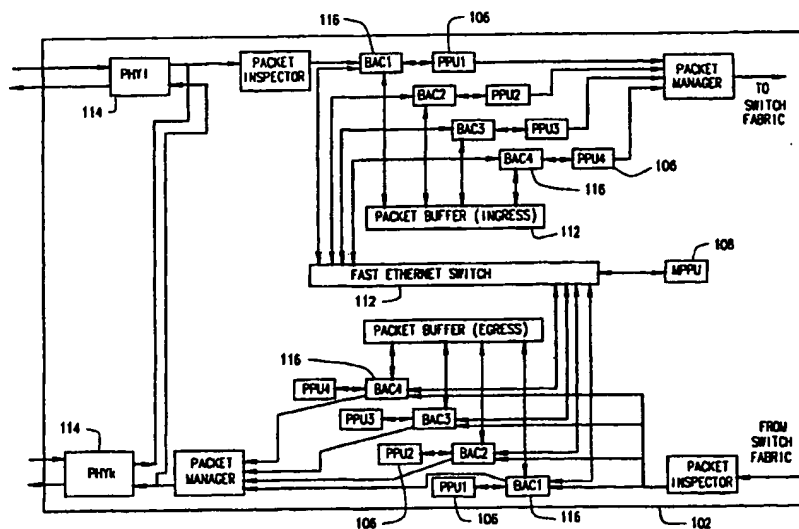 116
106
PHY1
114
PACKET
INSPECTOR
BAC1
PPU1
PACKET
MANAGER
TO
SWITCH
FABRIC
BAC2
PPU2
BAC3
PPU3
BAC4
PPU4
106
116
PACKET BUFFER (INGRESS)
112
FAST ETHERNET SWITCH
112
MPPU
108
PACKET BUFFER (EGRESS)
116
PPU4
BAC4
PPU3
BAC3
114
PHYk
PACKET
MANAGER
PPU2
BAC2
PPU1
BAC1
FROM
SWITCH
FABRIC
PACKET
INSPECTOR
106
106
116
102